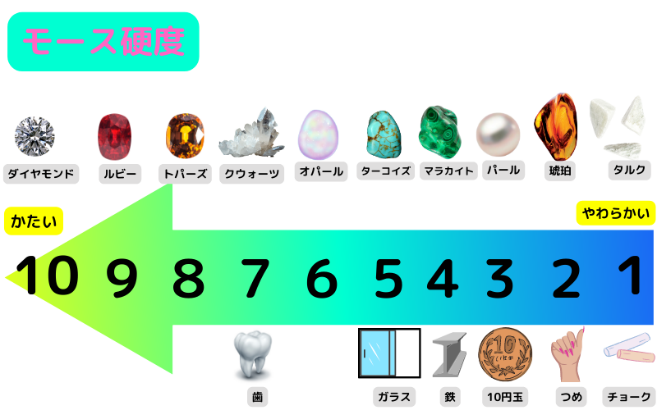 モース硬度
ダイヤモンド
ルビー
トパーズ
クウォーツ
オパール
ターコイズ
マラカイト
パール
琥珀
タルク
かたい
やわらかい
10 9 8 7 6 5 4 3 2 1
10
歯
ガラス
鉄
10円玉
つめ
チョーク